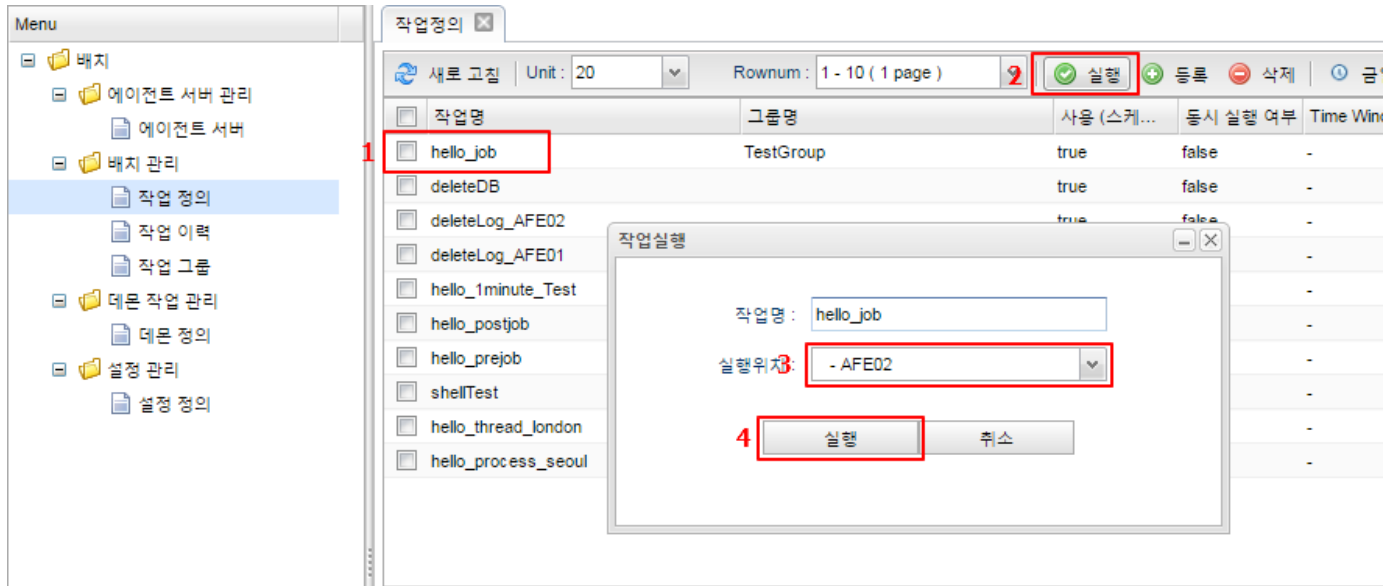 Menu
배치
에이전트 서버 관리
에이전트 서버
배치 관리
작업 정의
작업 이력
작업 그룹
데몬 작업 관리
데몬 정의
설정 관리
설정 정의
작업정의
새로 고침 Unit : 20 Rownum : 1 - 10 ( 1 page ) 2 실행 등록 삭제
작업명 그룹명 사용 (스케... 동시 실행 여부 Time Wind
1 hello_job TestGroup true false -
deleteDB true false -
deleteLog_AFE02 true false -
deleteLog_AFE01 -
hello_1minute_Test -
hello_postjob -
hello_prejob -
shellTest -
hello_thread_london -
hello_process_seoul -
작업실행
작업명 : hello_job
실행위치 : 3 - AFE02
4 실행 취소